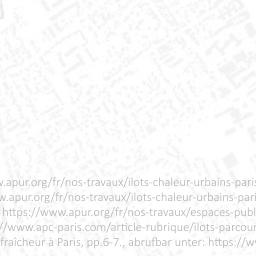 w.apur.org/fr/nos-travaux/ilots-chaleur-urbains-paris
w.apur.org/fr/nos-travaux/ilots-chaleur-urbains-pari
https://www.apur.org/fr/nos-travaux/espaces-publ
//www.apc-paris.com/article-rubrique/ilots-parcour
fraîcheur à Paris, pp.6-7., abrufbar unter: https://w